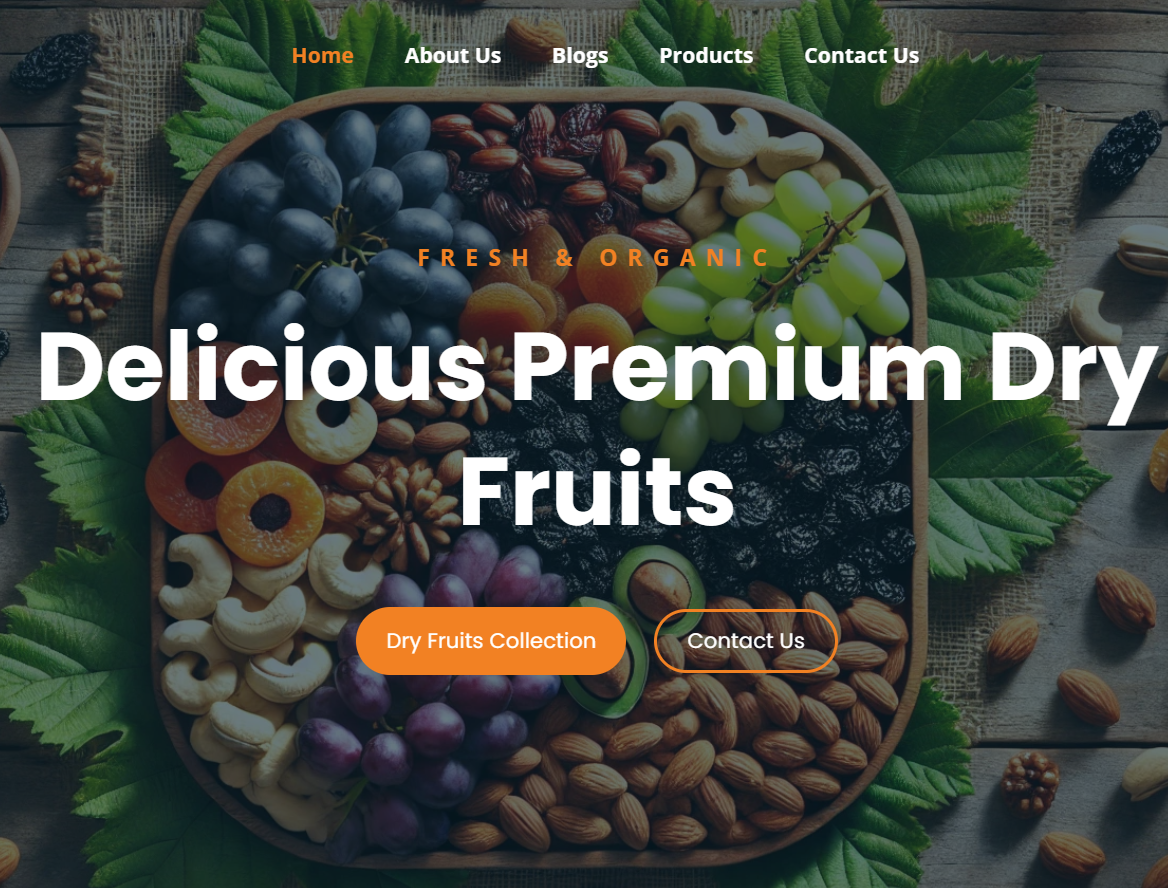 Home About Us Blogs Products Contact Us
FRESH & ORGANIC
Delicious Premium Dry
Fruits
Dry Fruits Collection Contact Us